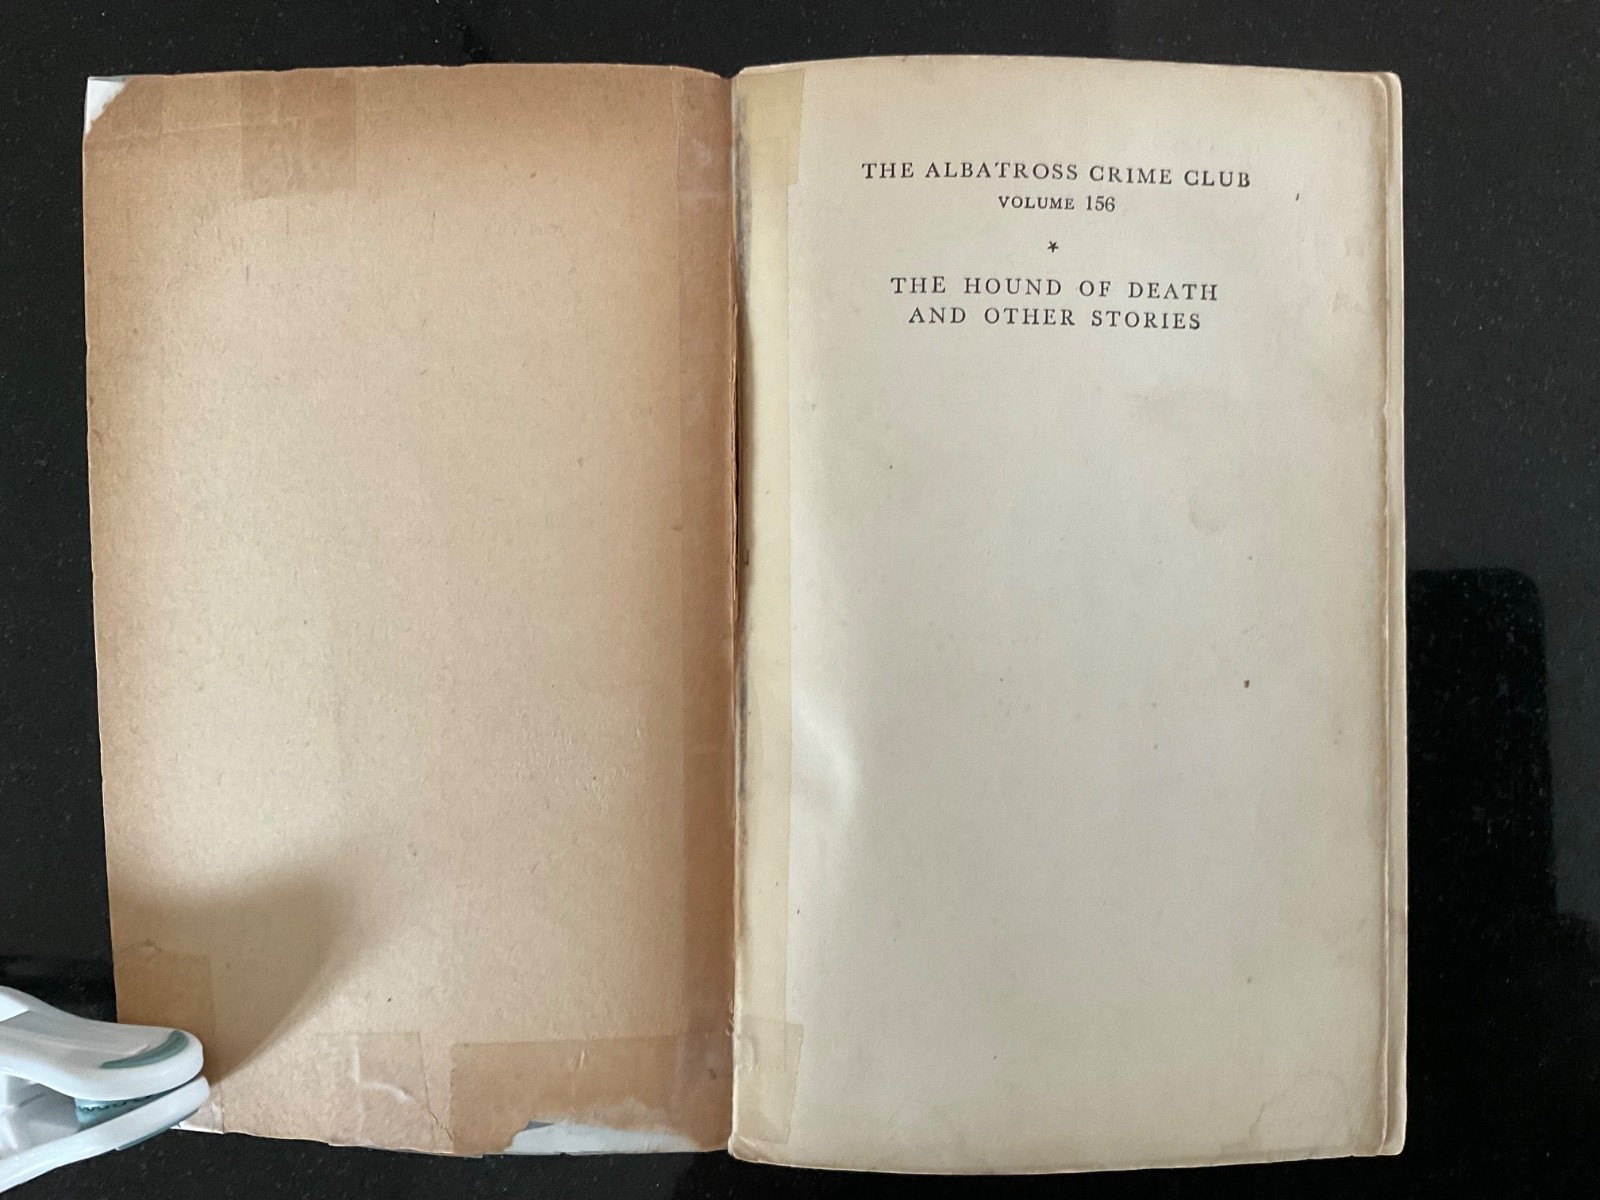 THE ALBATROSS CRIME CLUB
VOLUME 156
*
THE HOUND OF DEATH
AND OTHER STORIES